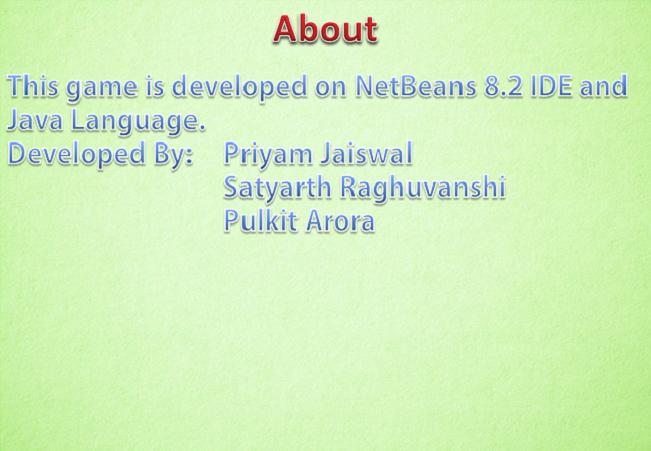 About
This game is developed on NetBeans 8.2 IDE and
Java Language.
Developed By: Priyam Jaiswal
Satyarth Raghuvanshi
Pulkit Arora